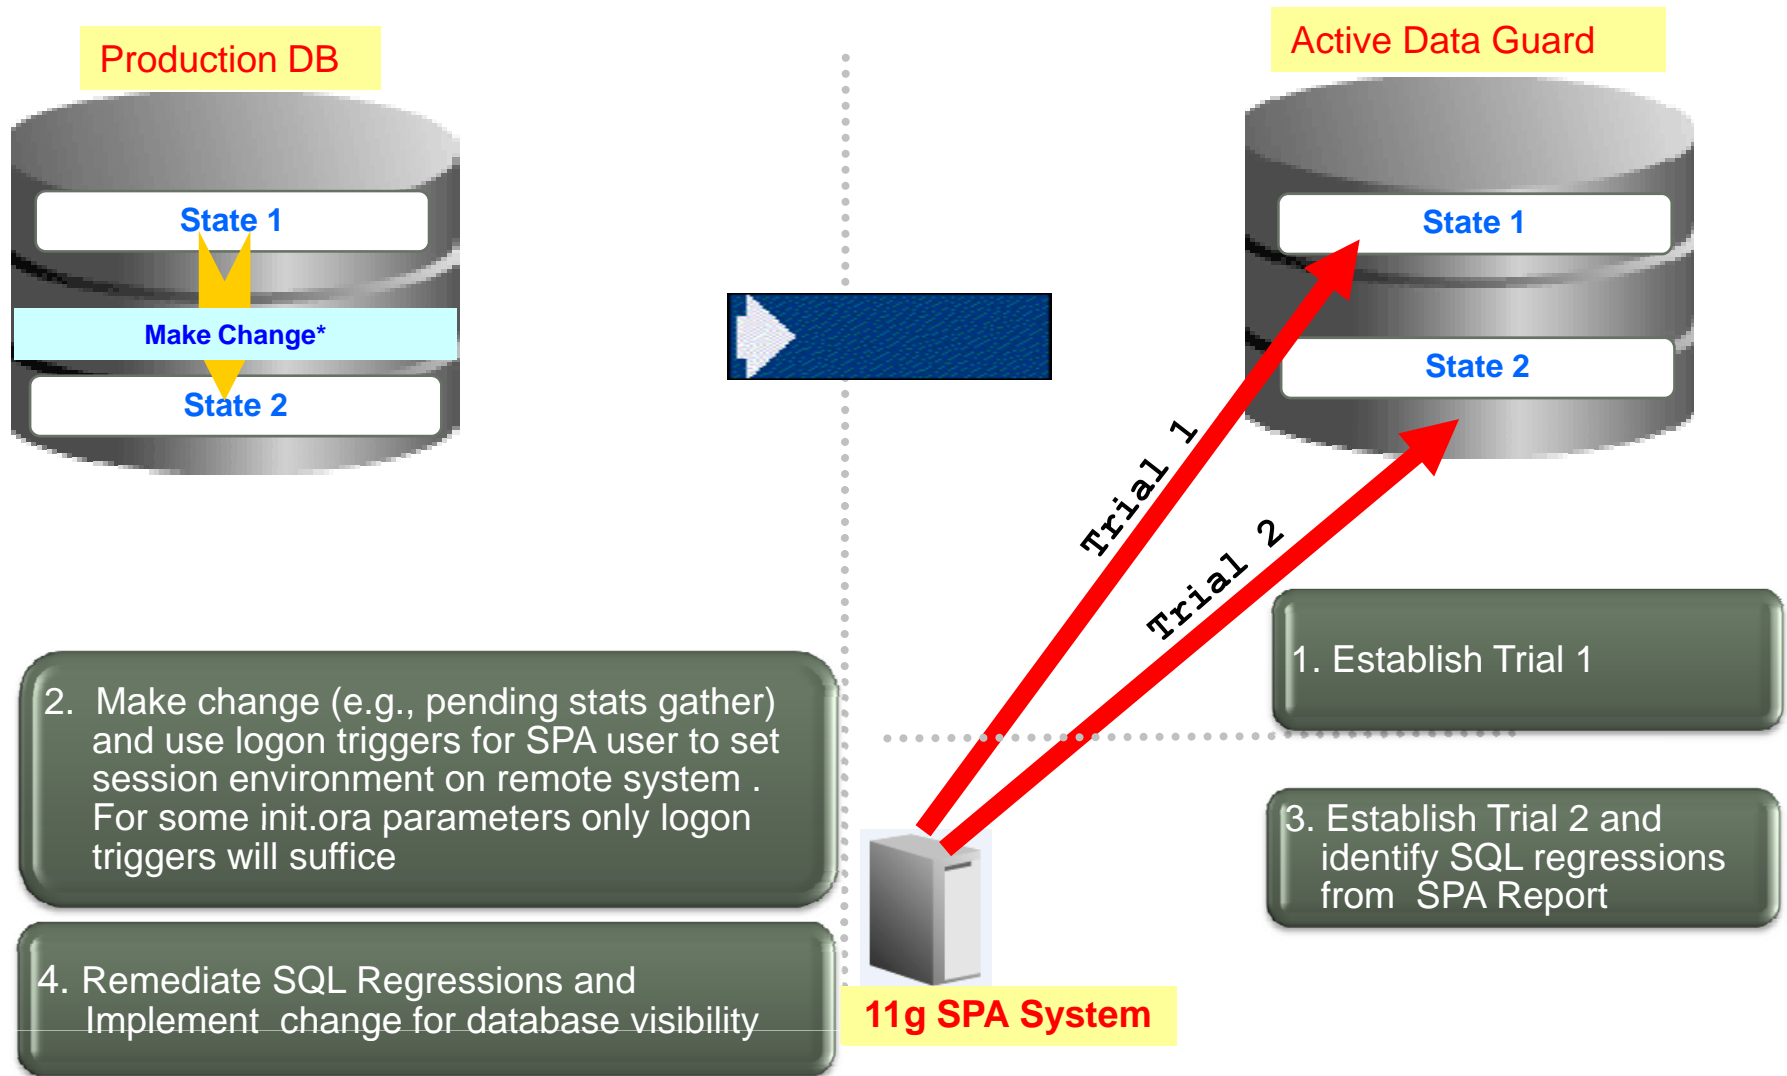 Production DB
Active Data Guard
State 1
Make Change*
State 2
State 1
State 2
Trial 1
Trial 2
1. Establish Trial 1
2. Make change (e.g., pending stats gather)
and use logon triggers for SPA user to set
session environment on remote system .
For some init.ora parameters only logon
triggers will suffice
3. Establish Trial 2 and
identify SQL regressions
from SPA Report
4. Remediate SQL Regressions and
Implement change for database visibility
11g SPA System